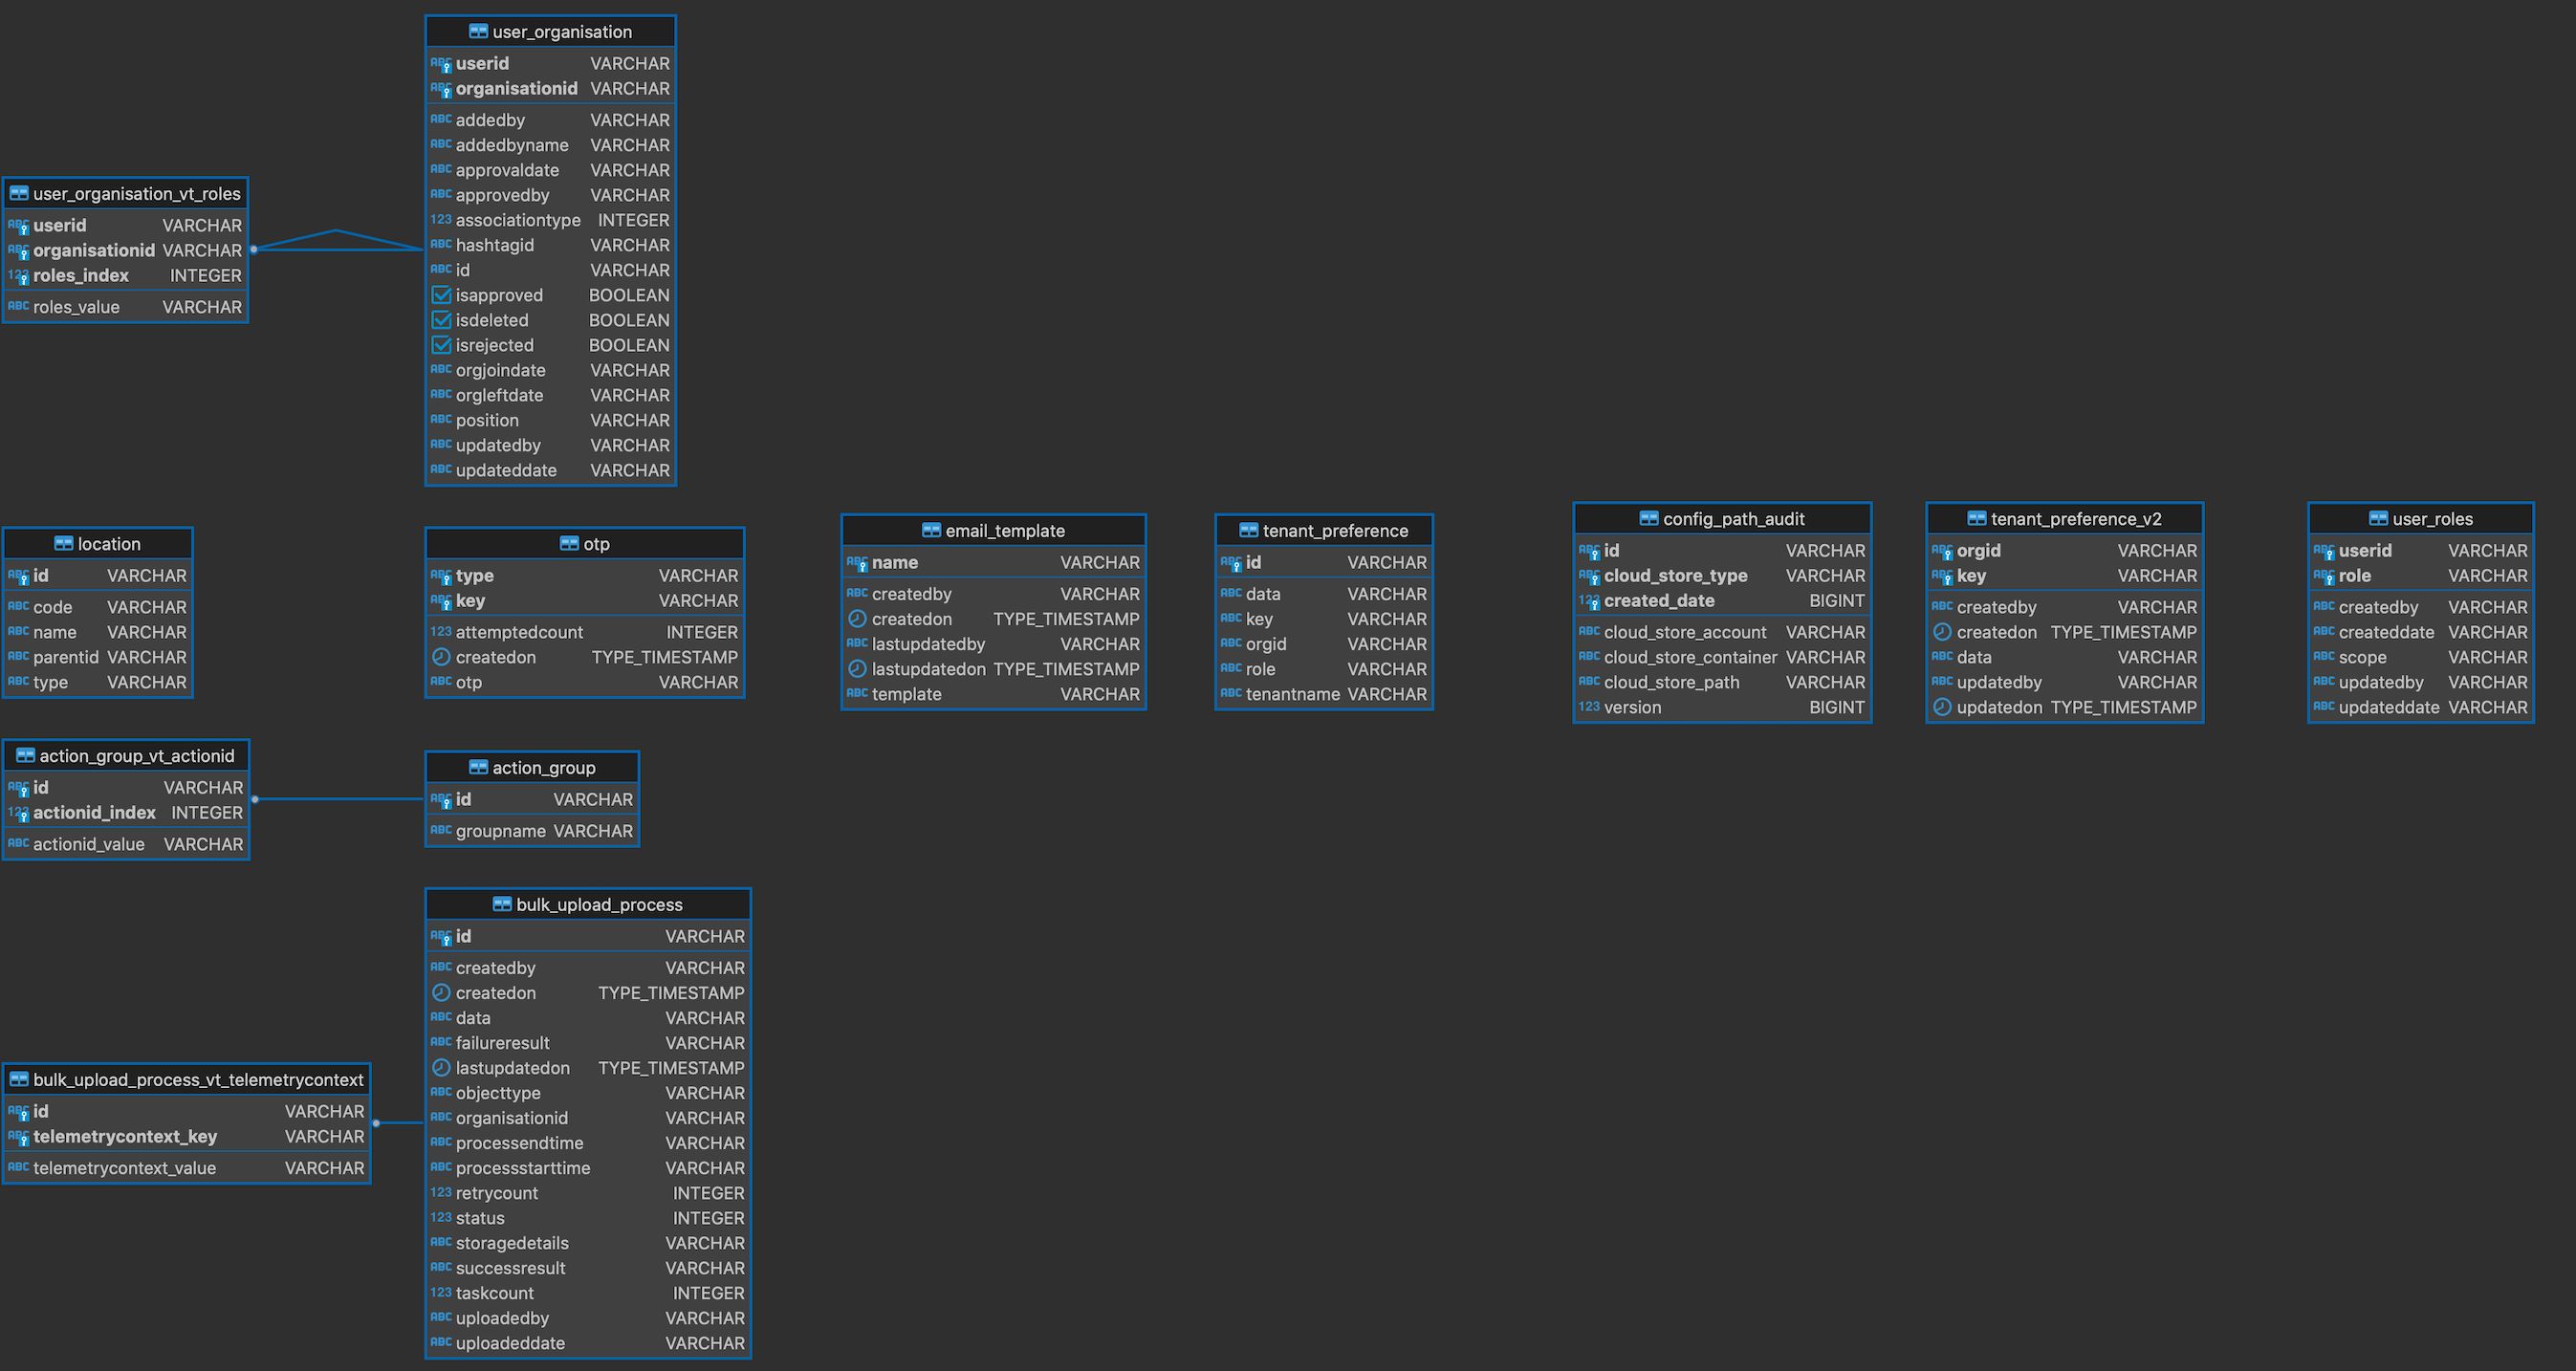 user_organisation
userid VARCHAR
organisationid VARCHAR
addedby VARCHAR
addedbyname VARCHAR
approvaldate VARCHAR
approvedby VARCHAR
123 associationtype INTEGER
hashtagid VARCHAR
id VARCHAR
isapproved BOOLEAN
isdeleted BOOLEAN
isrejected BOOLEAN
orgjoindate VARCHAR
orgleftdate VARCHAR
position VARCHAR
updatedby VARCHAR
updateddate VARCHAR
user_organisation_vt_roles
userid VARCHAR
organisationid VARCHAR
roles_index INTEGER
roles_value VARCHAR
location
id VARCHAR
code VARCHAR
name VARCHAR
parentid VARCHAR
type VARCHAR
otp
type VARCHAR
key VARCHAR
123 attemptedcount INTEGER
createdon TYPE_TIMESTAMP
otp VARCHAR
email_template
name VARCHAR
createdby VARCHAR
createdon TYPE_TIMESTAMP
lastupdatedby VARCHAR
lastupdatedon TYPE_TIMESTAMP
template VARCHAR
tenant_preference
id VARCHAR
data VARCHAR
key VARCHAR
orgid VARCHAR
role VARCHAR
tenantname VARCHAR
config_path_audit
id VARCHAR
cloud_store_type VARCHAR
created_date BIGINT
cloud_store_account VARCHAR
cloud_store_container VARCHAR
cloud_store_path VARCHAR
123 version BIGINT
tenant_preference_v2
orgid VARCHAR
key VARCHAR
createdby VARCHAR
createdon TYPE_TIMESTAMP
data VARCHAR
updatedby VARCHAR
updatedon TYPE_TIMESTAMP
user_roles
userid VARCHAR
role VARCHAR
createdby VARCHAR
createddate VARCHAR
scope VARCHAR
updatedby VARCHAR
updateddate VARCHAR
action_group_vt_actionid
id VARCHAR
actionid_index INTEGER
actionid_value VARCHAR
action_group
id VARCHAR
groupname VARCHAR
bulk_upload_process
id VARCHAR
createdby VARCHAR
createdon TYPE_TIMESTAMP
data VARCHAR
failureresult VARCHAR
lastupdatedon TYPE_TIMESTAMP
objecttype VARCHAR
organisationid VARCHAR
processendtime VARCHAR
processstarttime VARCHAR
123 retrycount INTEGER
123 status INTEGER
storagedetails VARCHAR
successresult VARCHAR
123 taskcount INTEGER
uploadedby VARCHAR
uploadeddate VARCHAR
bulk_upload_process_vt_telemetrycontext
id VARCHAR
telemetrycontext_key VARCHAR
telemetrycontext_value VARCHAR